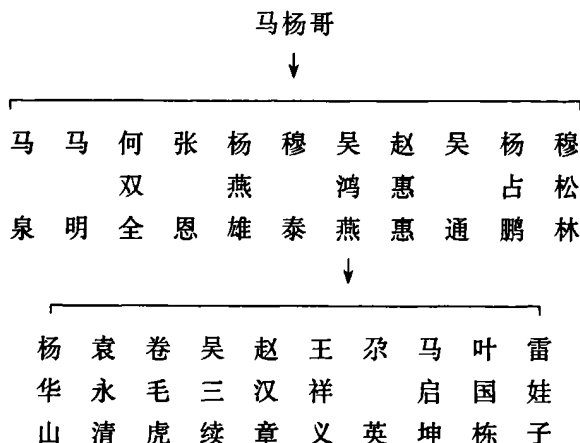 马杨哥
马泉 马明 何双全 张恩 杨燕雄 穆泰 吴鸿燕 赵惠惠 吴通 杨占鹏 穆松林
杨华山 袁永清 卷毛虎 吴三续 赵汉章 王祥义 尕英 马启坤 叶国栋 雷娃子